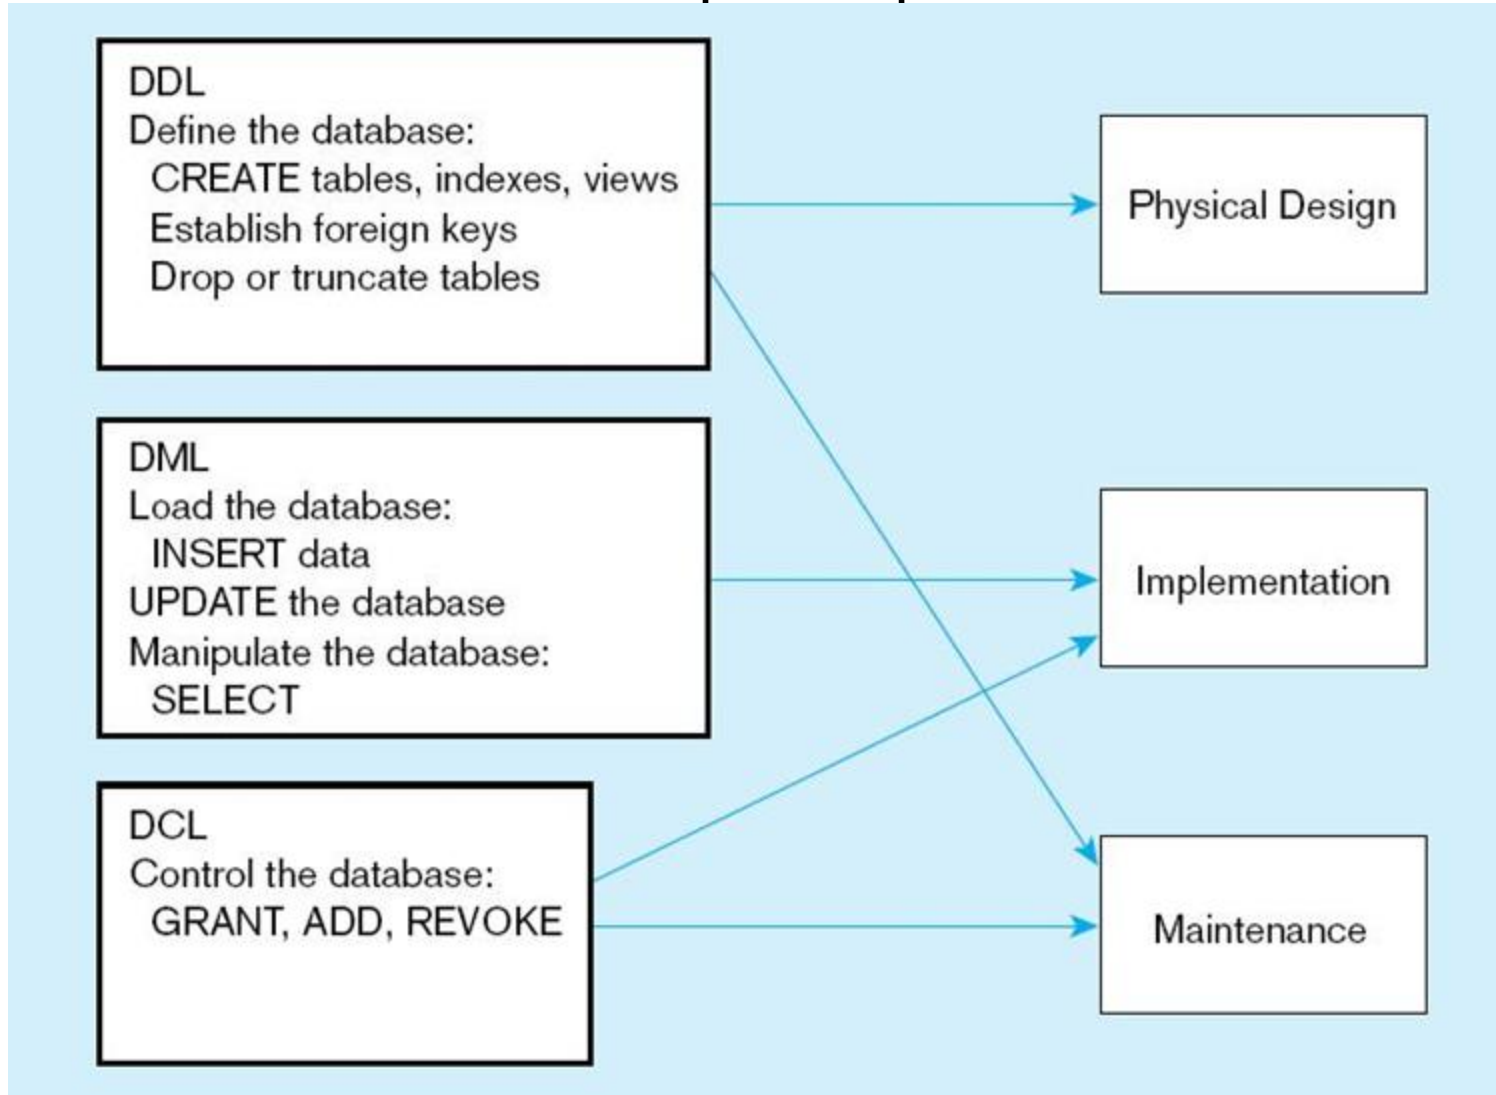 DDL
Define the database:
CREATE tables, indexes, views
Establish foreign keys
Drop or truncate tables
Physical Design
DML
Load the database:
INSERT data
UPDATE the database
Manipulate the database:
SELECT
Implementation
DCL
Control the database:
GRANT, ADD, REVOKE
Maintenance